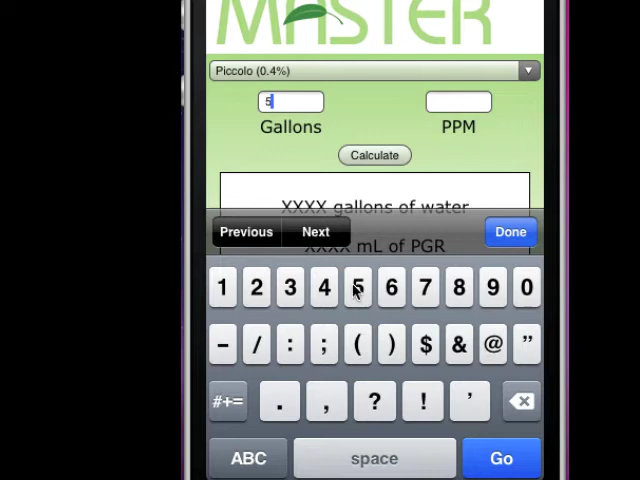 MASTER
Piccolo (0.4%)
5
Gallons PPM
Calculate
XXXX gallons of water
XXXX mL of PGR
Previous Next Done
1 2 3 4 5 6 7 8 9 0
- / : ; ( ) $ & @ "
#+= . , ? ! ' 
ABC space Go